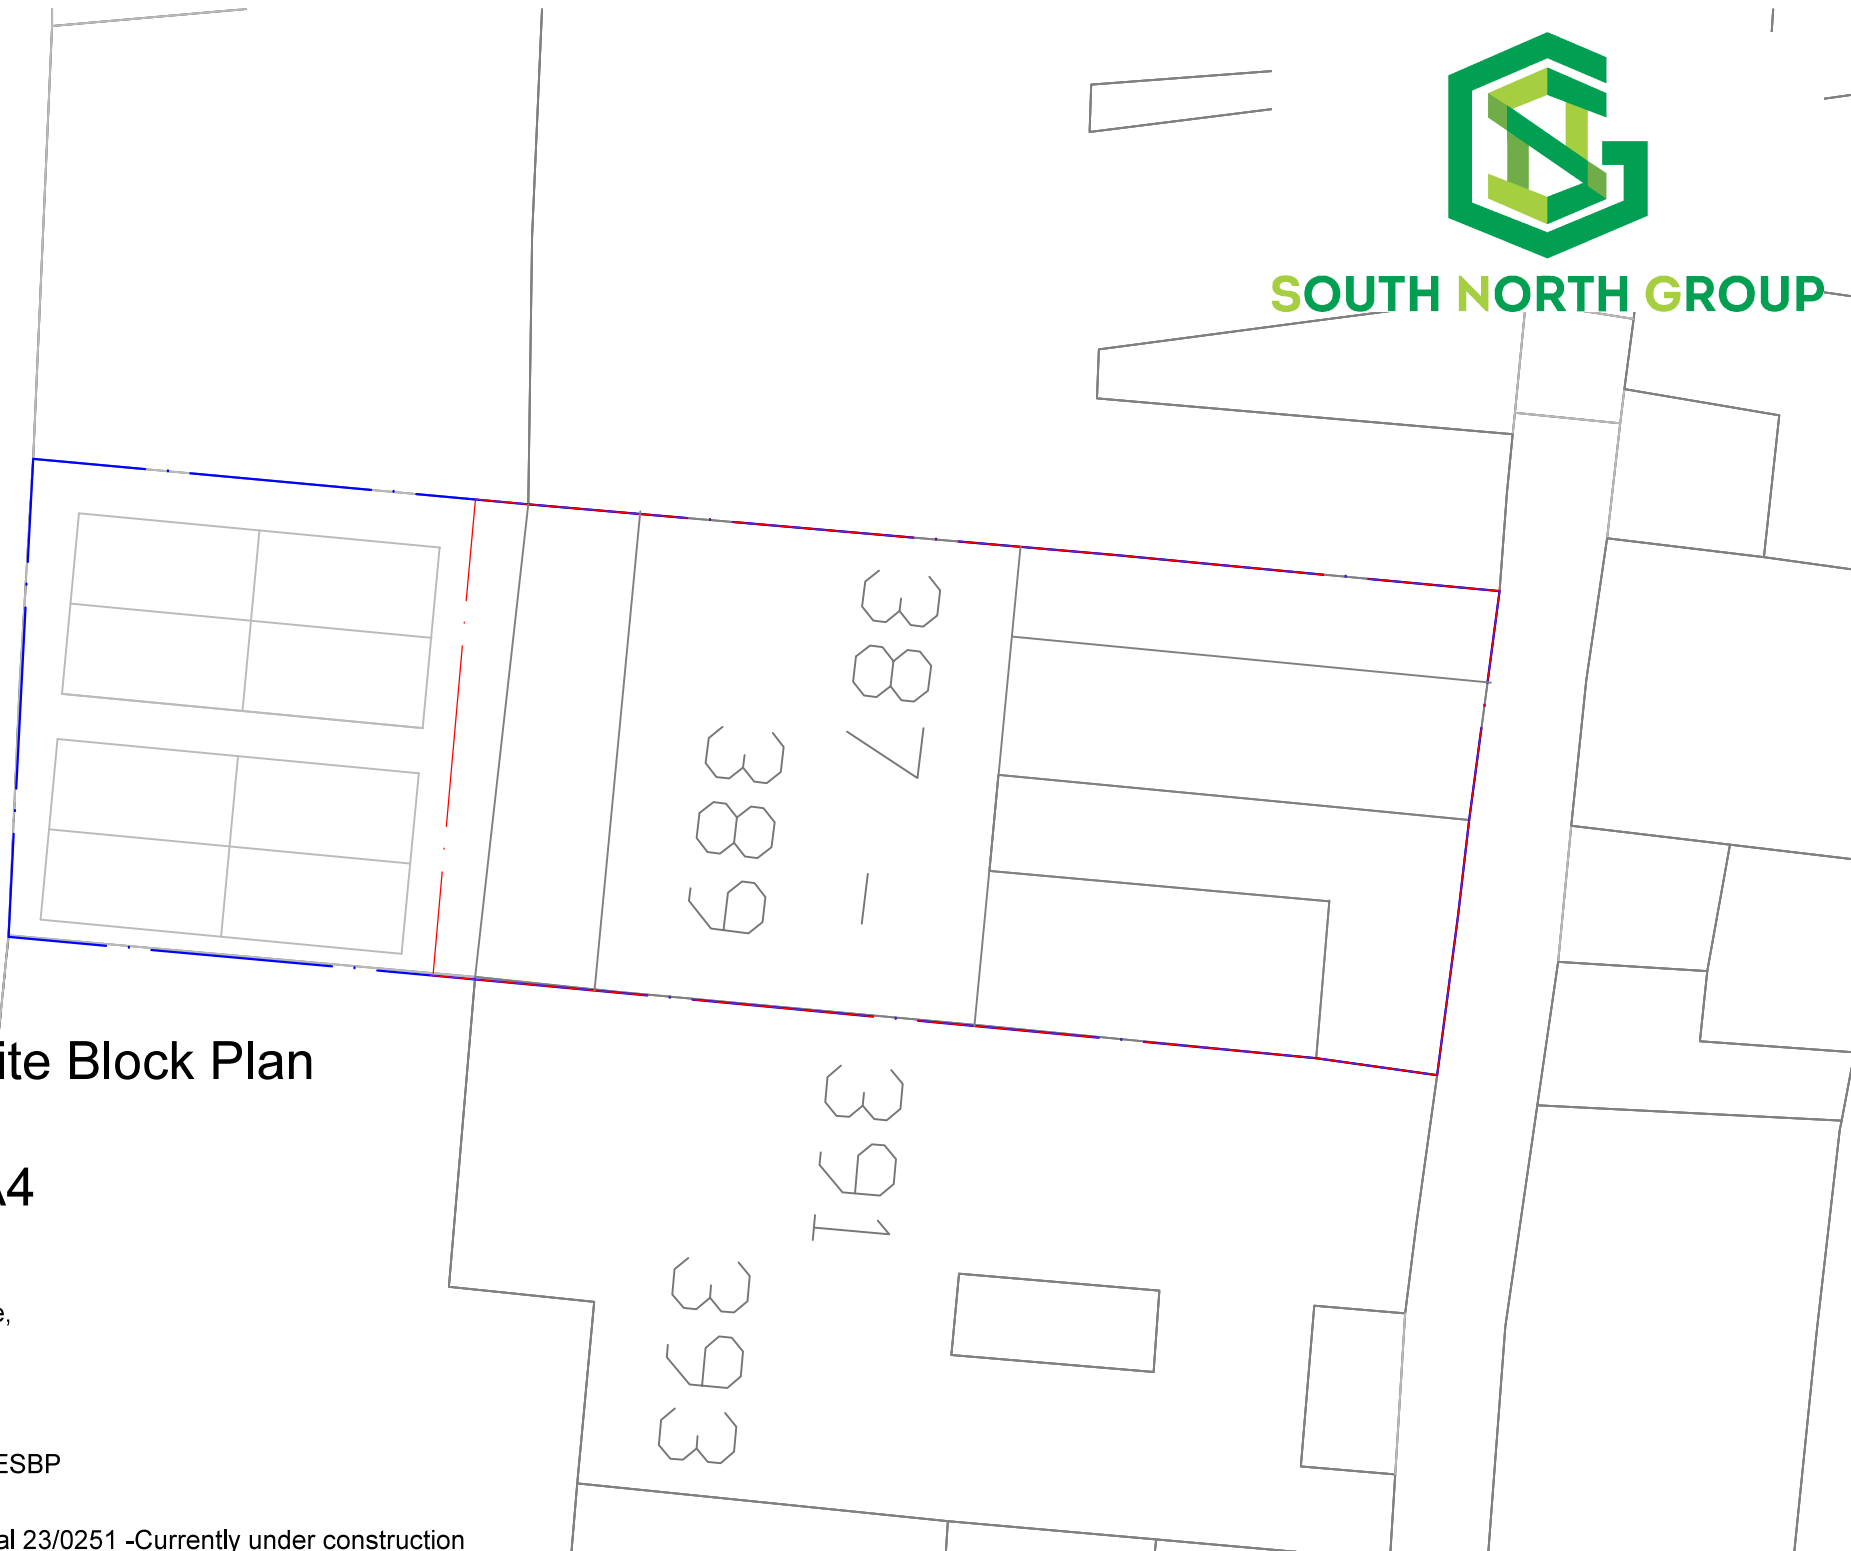 SOUTH NORTH GROUP
387 –
389
ite Block Plan
391
A4
393
e,
ESBP
al 23/0251 -Currently under construction